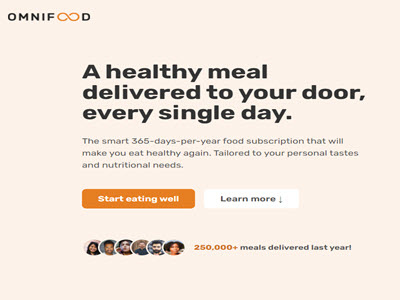 OMNIFOOD
A healthy meal
delivered to your door,
every single day.
The smart 365-days-per-year food subscription that will
make you eat healthy again. Tailored to your personal tastes
and nutritional needs.
Start eating well
Learn more ↓
250,000+ meals delivered last year!